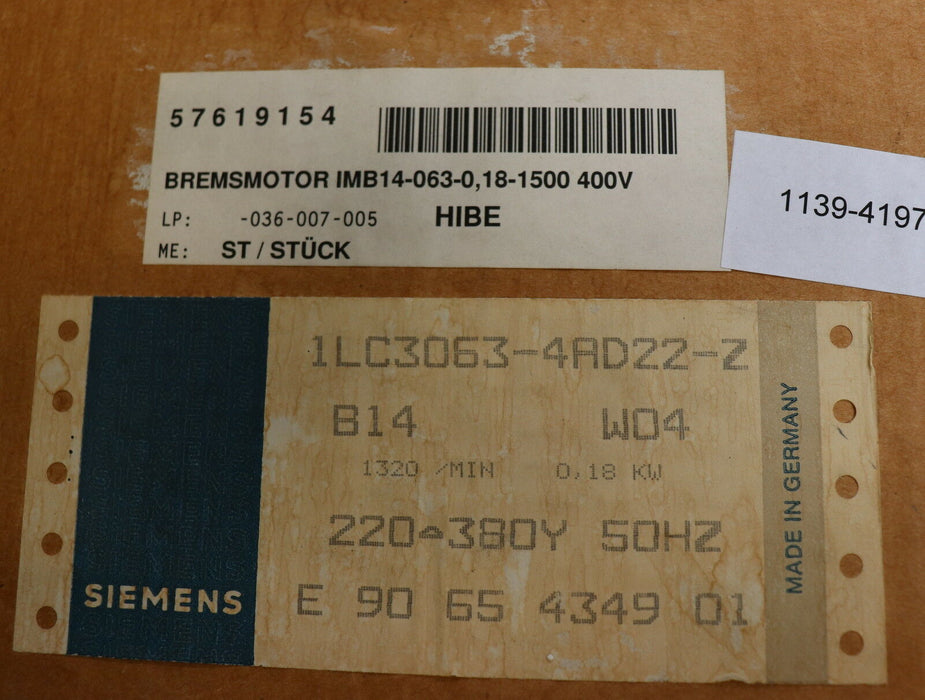 57619154
BREMSMOTOR IMB14-063-0,18-1500 400V
LP: -036-007-005 HIBE
ME: ST / STÜCK
1139-4197
1LC3063-4AD22-Z
B14 W04
1320 /MIN 0,18 KW
220△380Y 50HZ
E 90 65 4349 01
SIEMENS
MADE IN GERMANY